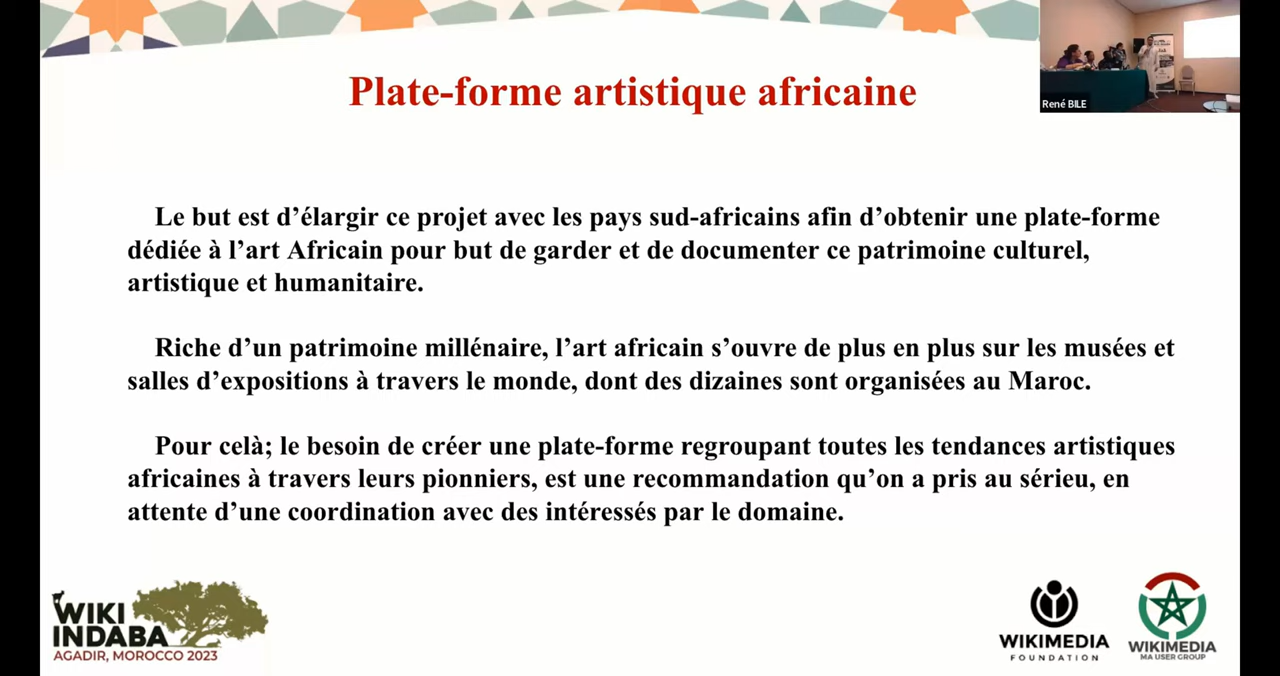 Plate-forme artistique africaine
René BILE
Le but est d’élargir ce projet avec les pays sud-africains afin d’obtenir une plate-forme
dédiée à l’art Africain pour but de garder et de documenter ce patrimoine culturel,
artistique et humanitaire.
Riche d’un patrimoine millénaire, l’art africain s’ouvre de plus en plus sur les musées et
salles d’expositions à travers le monde, dont des dizaines sont organisées au Maroc.
Pour celà; le besoin de créer une plate-forme regroupant toutes les tendances artistiques
africaines à travers leurs pionniers, est une recommandation qu’on a pris au sérieu, en
attente d’une coordination avec des intéressés par le domaine.
WIKI
INDABA
AGADIR, MOROCCO 2023
WIKIMEDIA
FOUNDATION
WIKIMEDIA
MA USER GROUP